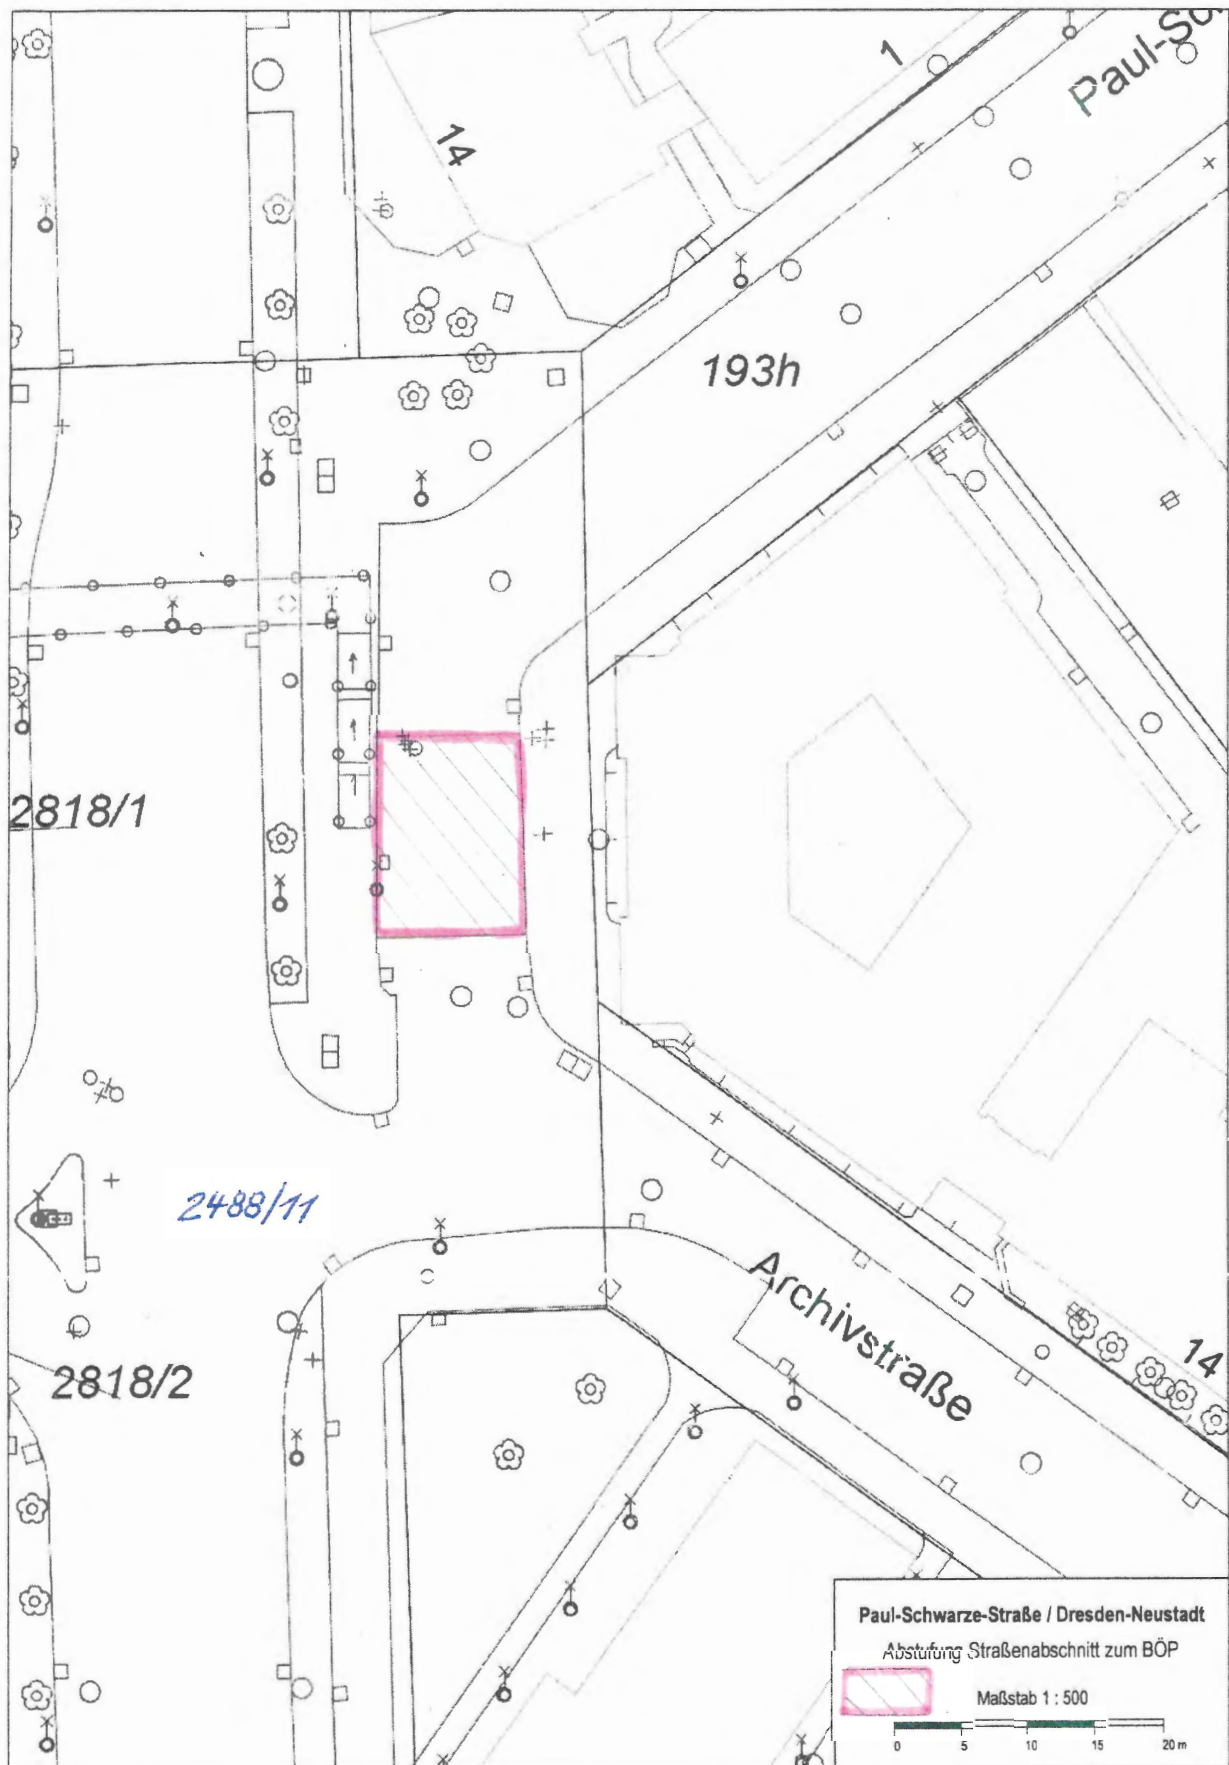 1
Paul-Sc
14
193h
2818/1
2488/11
Archivstraße
2818/2
14
Paul-Schwarze-Straße / Dresden-Neustadt
Abstufung Straßenabschnitt zum BÖP
Maßstab 1 : 500
0 5 10 15 20 m